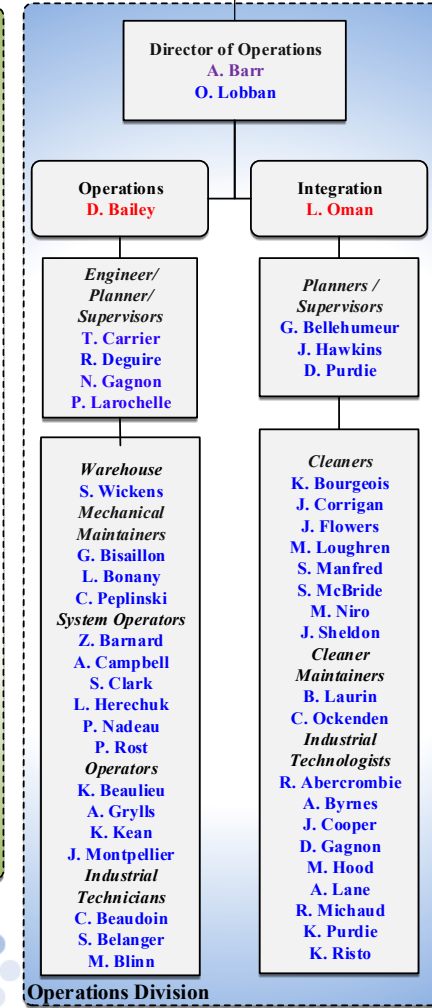 Director of Operations
A. Barr
O. Lobban
Operations
D. Bailey
Integration
L. Oman
Engineer/
Planner/
Supervisors
T. Carrier
R. Deguire
N. Gagnon
P. Larochelle
Planners /
Supervisors
G. Bellehumeur
J. Hawkins
D. Purdie
Warehouse
S. Wickens
Mechanical
Maintainers
G. Bisaillon
L. Bonany
C. Peplinski
System Operators
Z. Barnard
A. Campbell
S. Clark
L. Herechuk
P. Nadeau
P. Rost
Operators
K. Beaulieu
A. Grylls
K. Kean
J. Montpellier
Industrial
Technicians
C. Beaudoin
S. Belanger
M. Blinn
Cleaners
K. Bourgeois
J. Corrigan
J. Flowers
M. Loughren
S. Manfred
S. McBride
M. Niro
J. Sheldon
Cleaner
Maintainers
B. Laurin
C. Ockenden
Industrial
Technologists
R. Abercrombie
A. Byrnes
J. Cooper
D. Gagnon
M. Hood
A. Lane
R. Michaud
K. Purdie
K. Risto
Operations Division